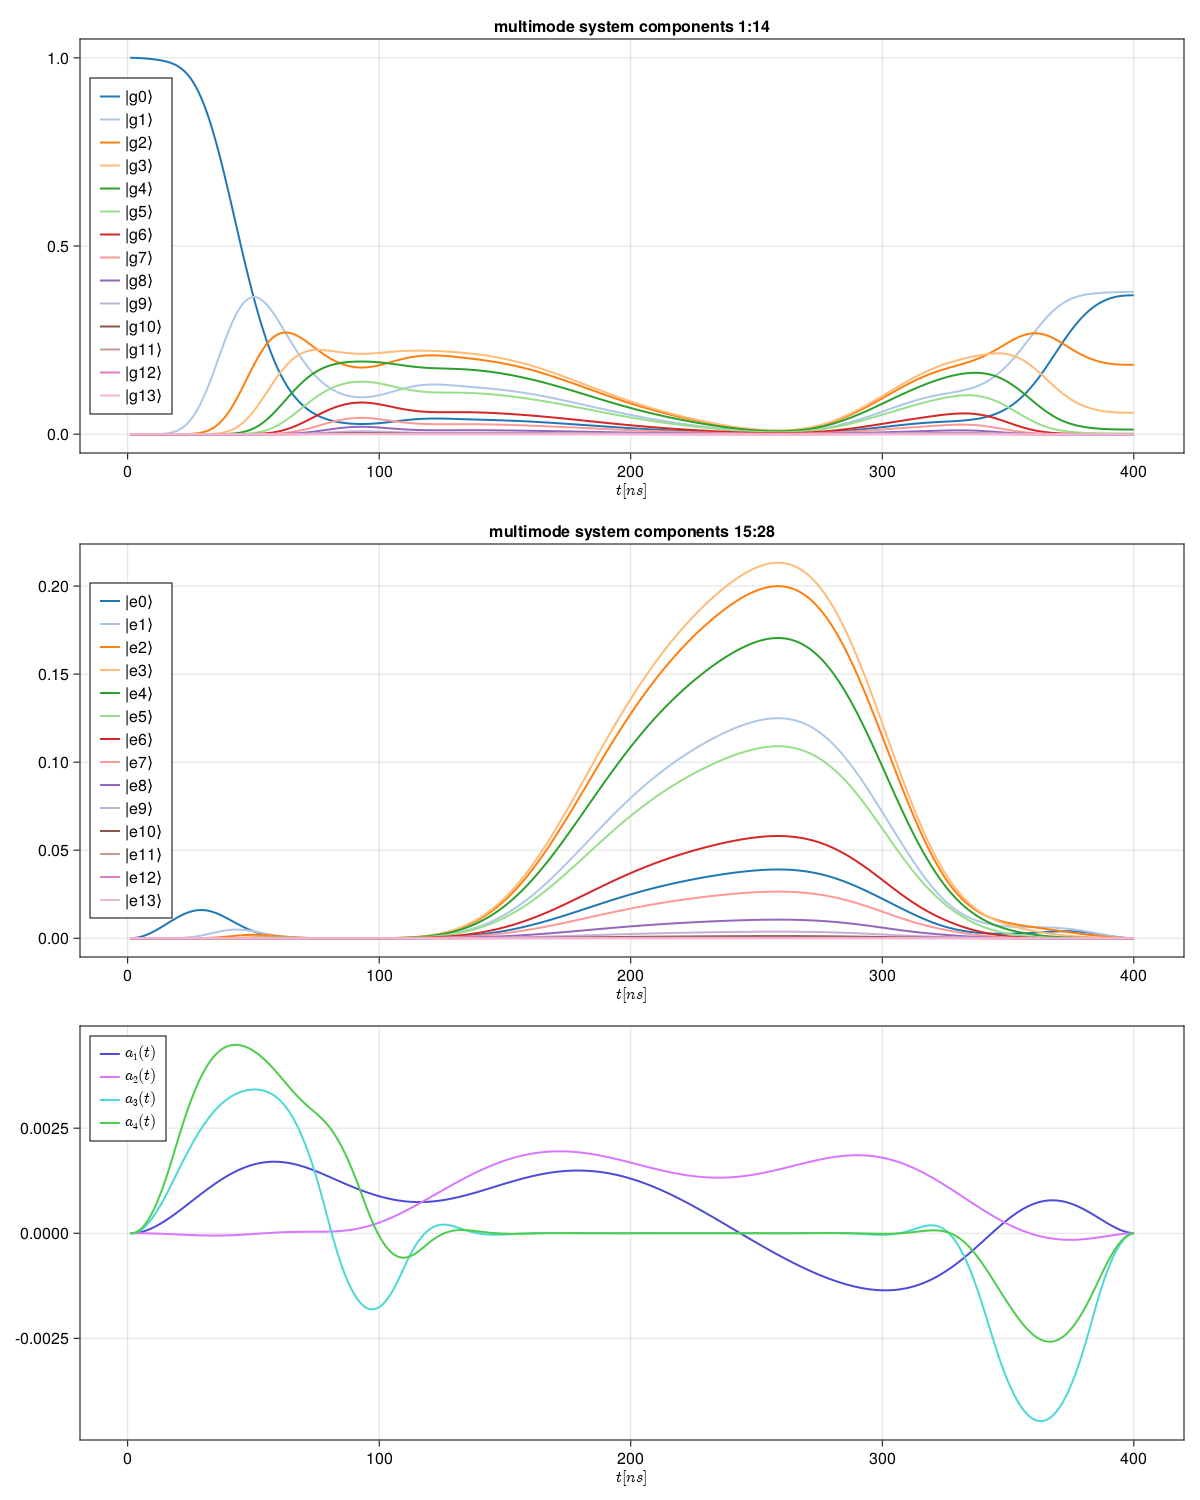 multimode system components 1:14
1.0
0.5
0.0
|g0⟩
|g1⟩
|g2⟩
|g3⟩
|g4⟩
|g5⟩
|g6⟩
|g7⟩
|g8⟩
|g9⟩
|g10⟩
|g11⟩
|g12⟩
|g13⟩
0 100 200 300 400
t[ns]
multimode system components 15:28
0.20
0.15
0.10
0.05
0.00
|e0⟩
|e1⟩
|e2⟩
|e3⟩
|e4⟩
|e5⟩
|e6⟩
|e7⟩
|e8⟩
|e9⟩
|e10⟩
|e11⟩
|e12⟩
|e13⟩
0 100 200 300 400
t[ns]
0.0025
0.0000
-0.0025
a₁(t)
a₂(t)
a₃(t)
a₄(t)
0 100 200 300 400
t[ns]